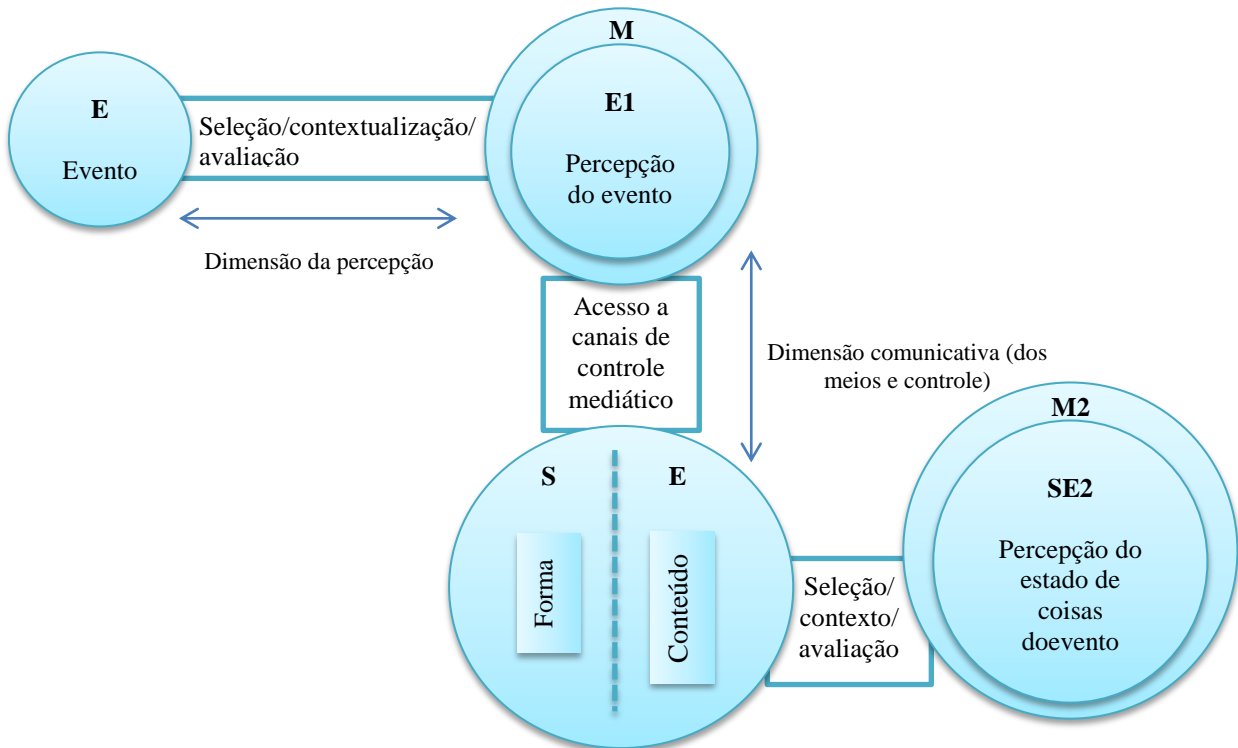 E
Evento
Seleção/contextualização/
avaliação
Dimensão da percepção
M
E1
Percepção
do evento
Acesso a
canais de
controle
mediático
Dimensão comunicativa (dos
meios e controle)
S
E
Forma
Conteúdo
Seleção/
contexto/
avaliação
M2
SE2
Percepção do
estado de
coisas
doevento